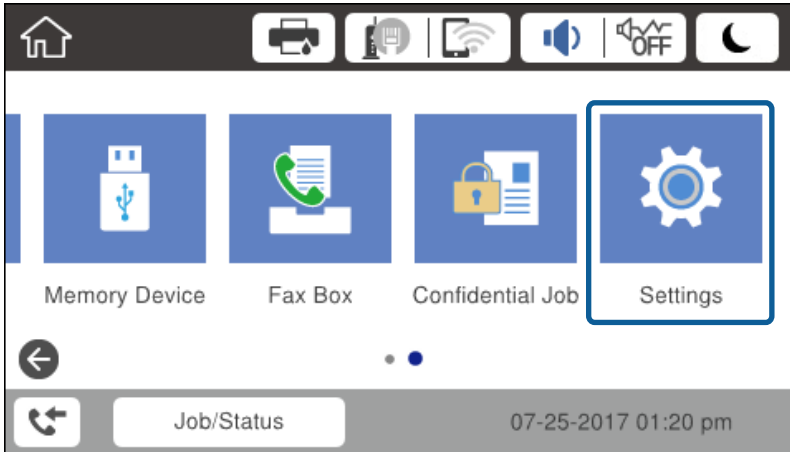 OFF
Memory Device
Fax Box
Confidential Job
Settings
Job/Status
07-25-2017 01:20 pm